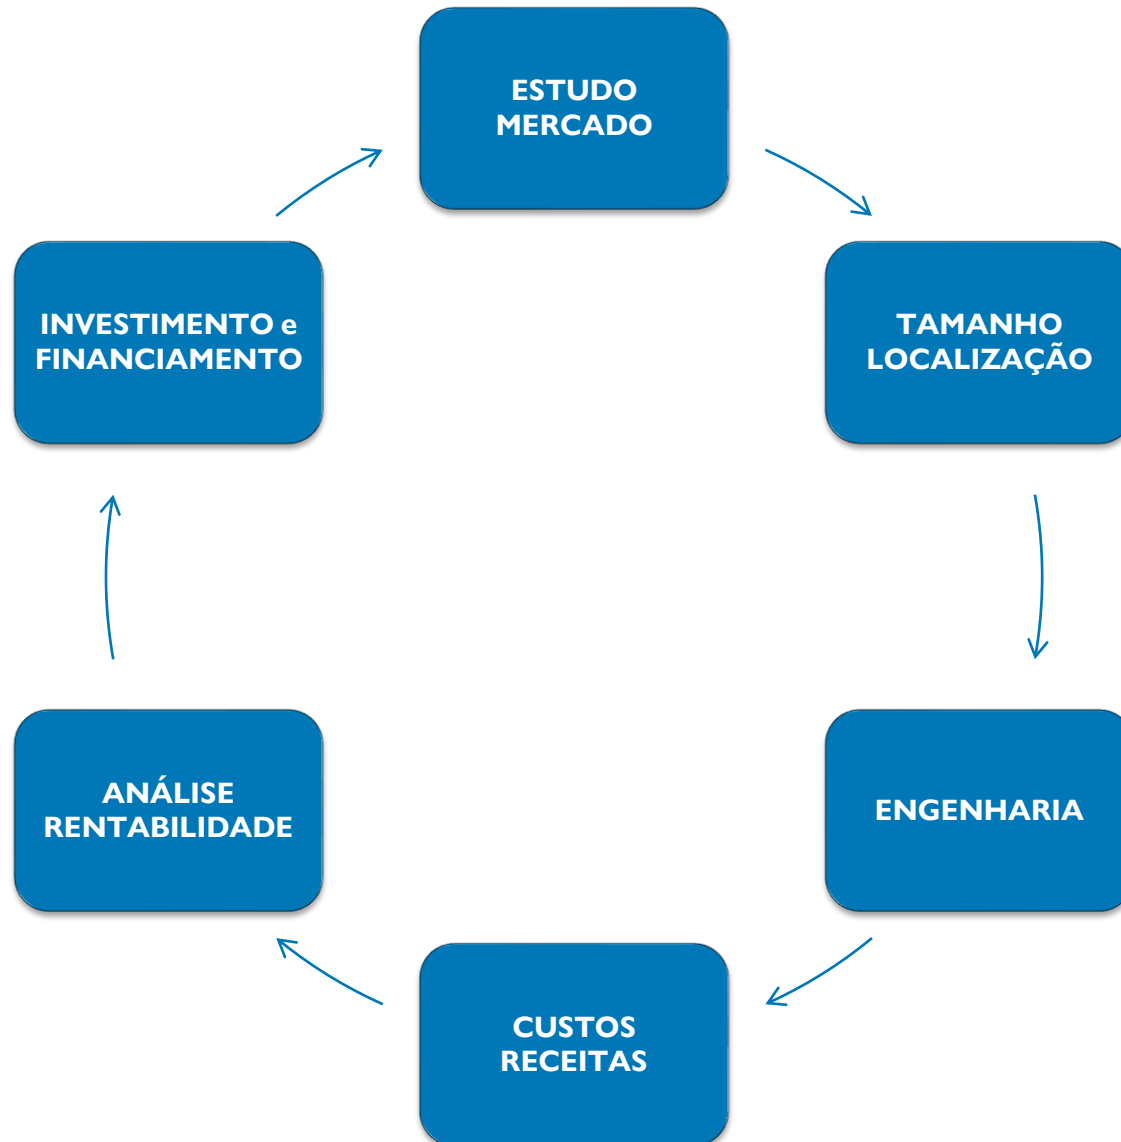 ESTUDO
MERCADO
TAMANHO
LOCALIZAÇÃO
ENGENHARIA
CUSTOS
RECEITAS
ANÁLISE
RENTABILIDADE
INVESTIMENTO e
FINANCIAMENTO